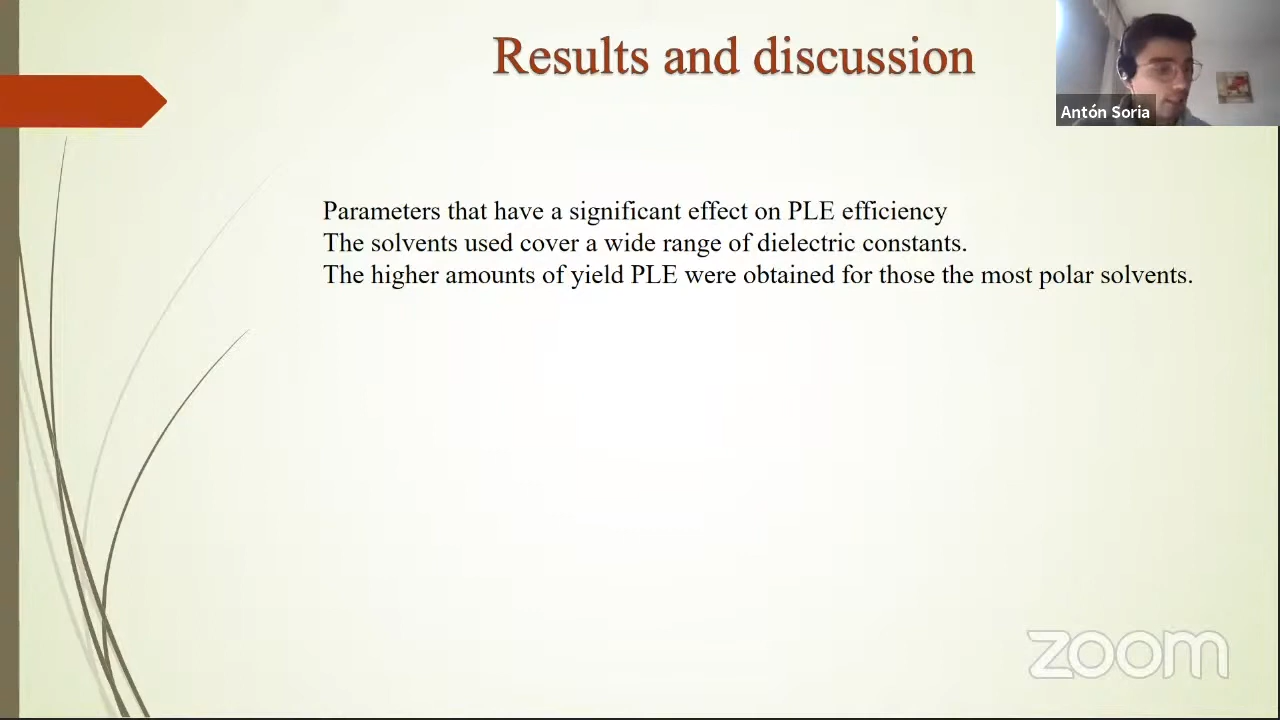 Results and discussion
Antón Soria
Parameters that have a significant effect on PLE efficiency
The solvents used cover a wide range of dielectric constants.
The higher amounts of yield PLE were obtained for those the most polar solvents.
zoom